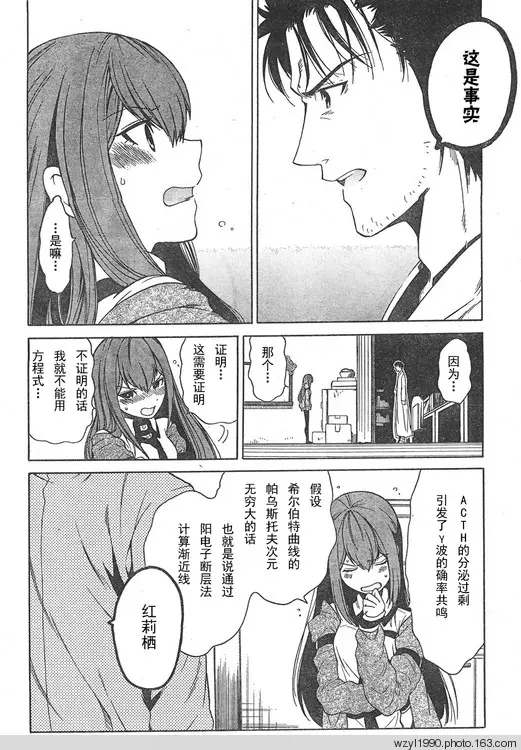 这是事实
…是嘛…
因为…
那个…
证明…
这需要证明
不证明的话
我就不能用
方程式…
ACTH的分泌过剩
引发了γ波的确率共鸣
假设
希尔伯特曲线的
帕乌斯托夫次元
无穷大的话
也就是说通过
阳电子断层法
计算渐近线
红莉栖
wzyl1990.photo.163.com